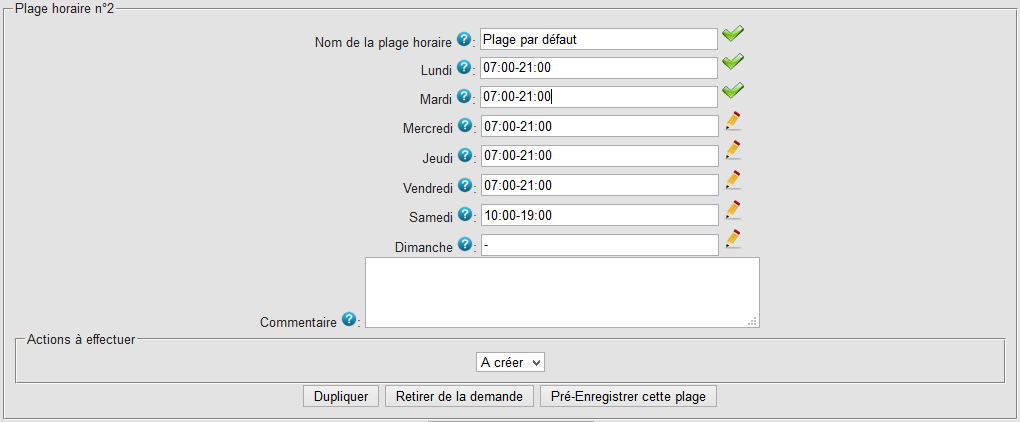 Plage horaire n°2
Nom de la plage horaire ? : Plage par défaut
Lundi ? : 07:00-21:00
Mardi ? : 07:00-21:00
Mercredi ? : 07:00-21:00
Jeudi ? : 07:00-21:00
Vendredi ? : 07:00-21:00
Samedi ? : 10:00-19:00
Dimanche ? : -
Commentaire ? :
Actions à effectuer
A créer
Dupliquer Retirer de la demande Pré-Enregistrer cette plage